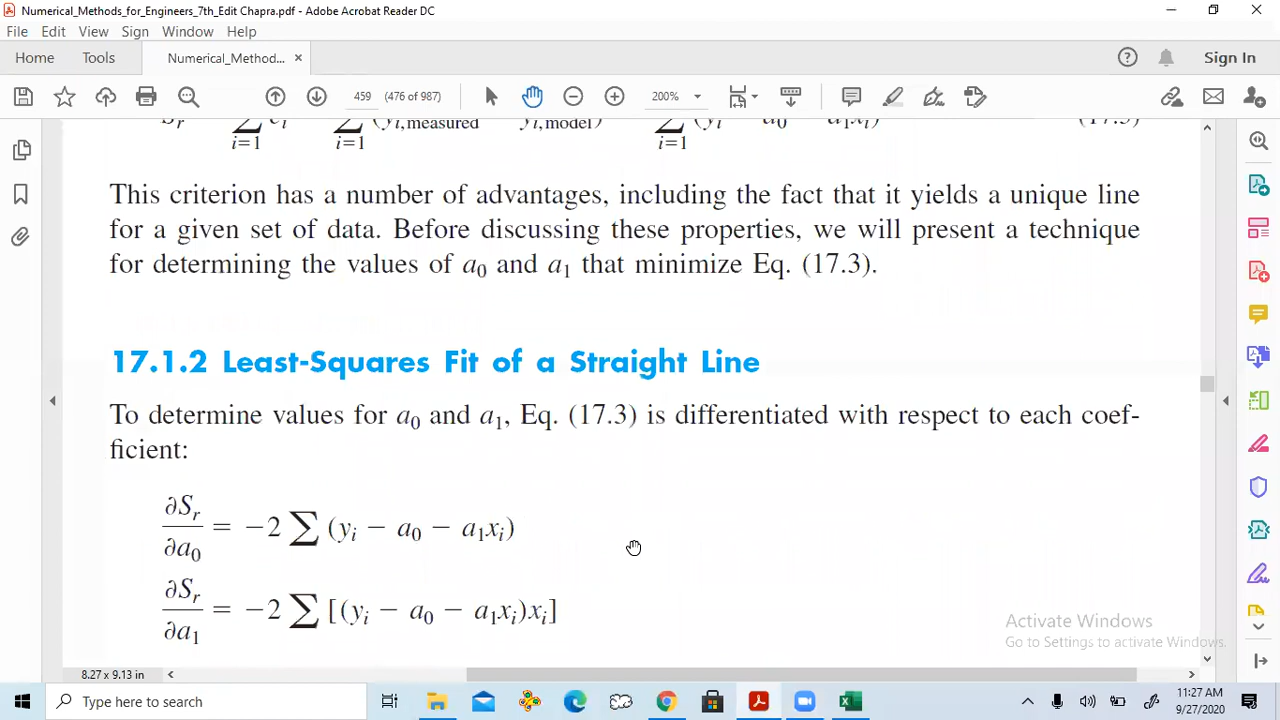 Numerical_Methods_for_Engineers_7th_Edit Chapra.pdf - Adobe Acrobat Reader DC
File Edit View Sign Window Help
Home Tools Numerical_Method... × Sign In
459 (476 of 987) 200%
i=1 i=1 i=1
This criterion has a number of advantages, including the fact that it yields a unique line
for a given set of data. Before discussing these properties, we will present a technique
for determining the values of a₀ and a₁ that minimize Eq. (17.3).
17.1.2 Least-Squares Fit of a Straight Line
To determine values for a₀ and a₁, Eq. (17.3) is differentiated with respect to each coef-
ficient:
∂Sᵣ/∂a₀ = −2 ∑ (yᵢ − a₀ − a₁xᵢ)
∂Sᵣ/∂a₁ = −2 ∑ [(yᵢ − a₀ − a₁xᵢ)xᵢ]
Activate Windows
Go to Settings to activate Windows.
8.27 x 9.13 in
Type here to search
11:27 AM
9/27/2020